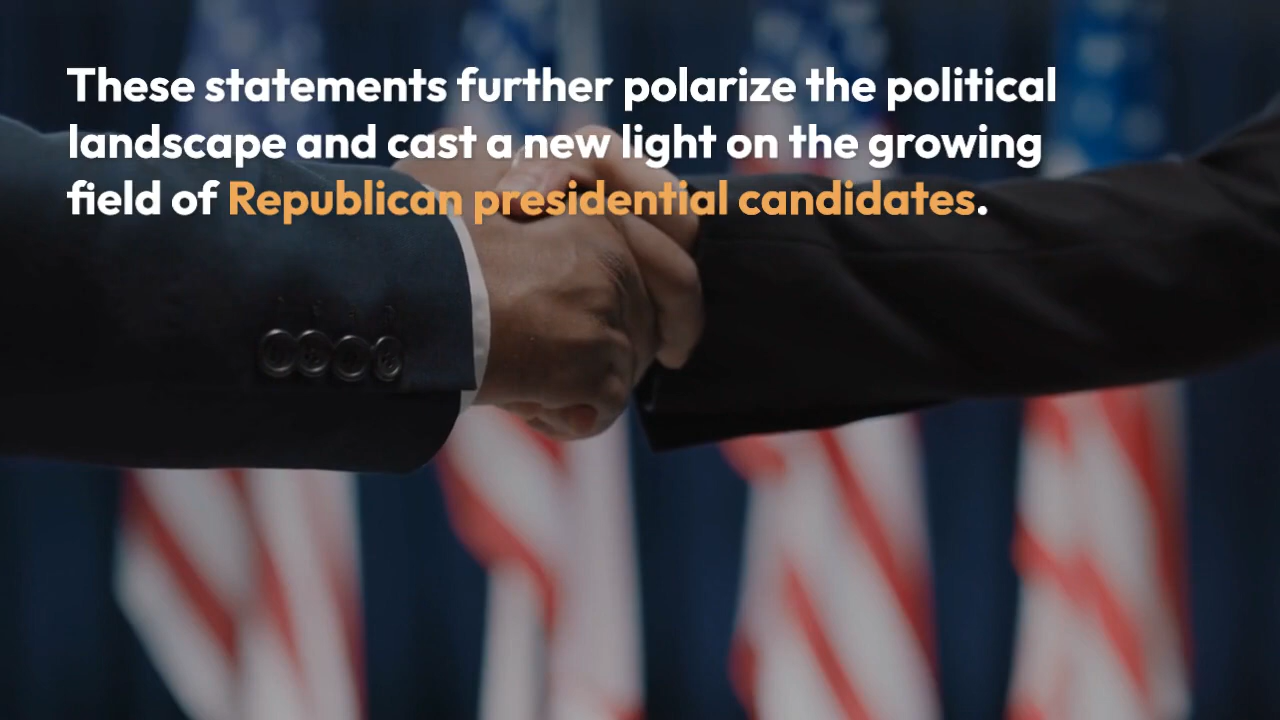 These statements further polarize the political
landscape and cast a new light on the growing
field of Republican presidential candidates.